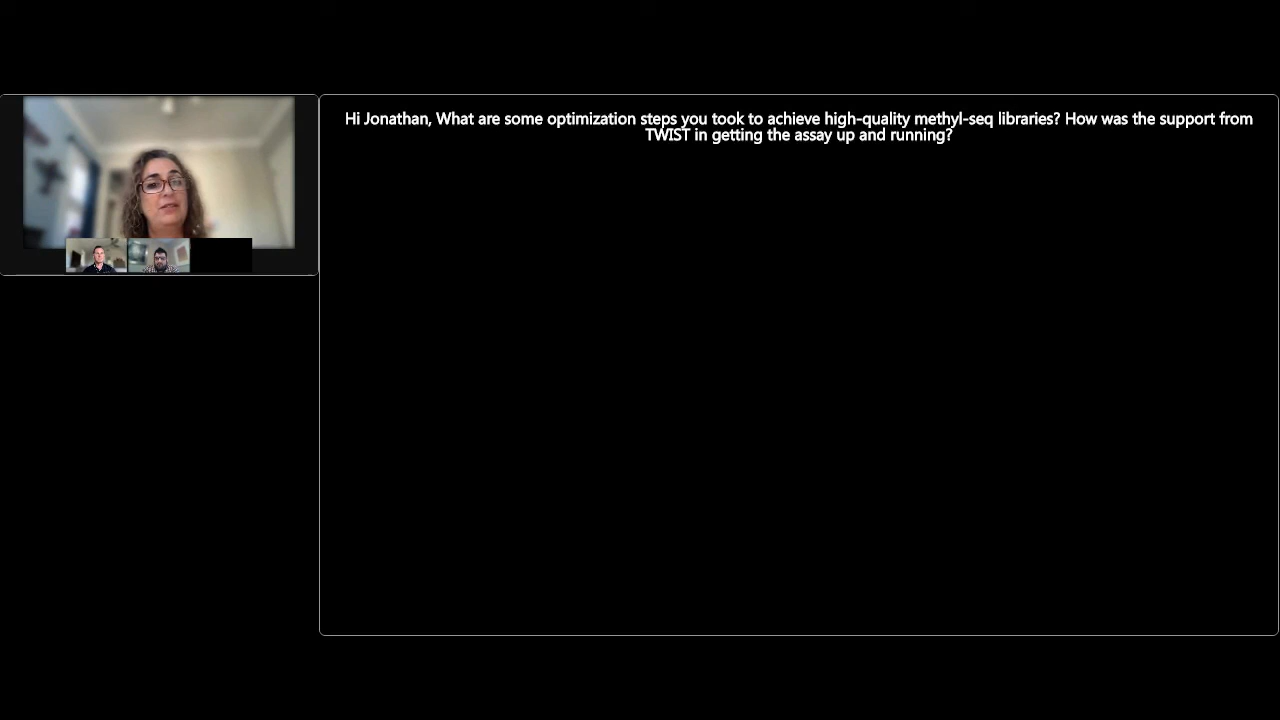 Hi Jonathan, What are some optimization steps you took to achieve high-quality methyl-seq libraries? How was the support from
TWIST in getting the assay up and running?